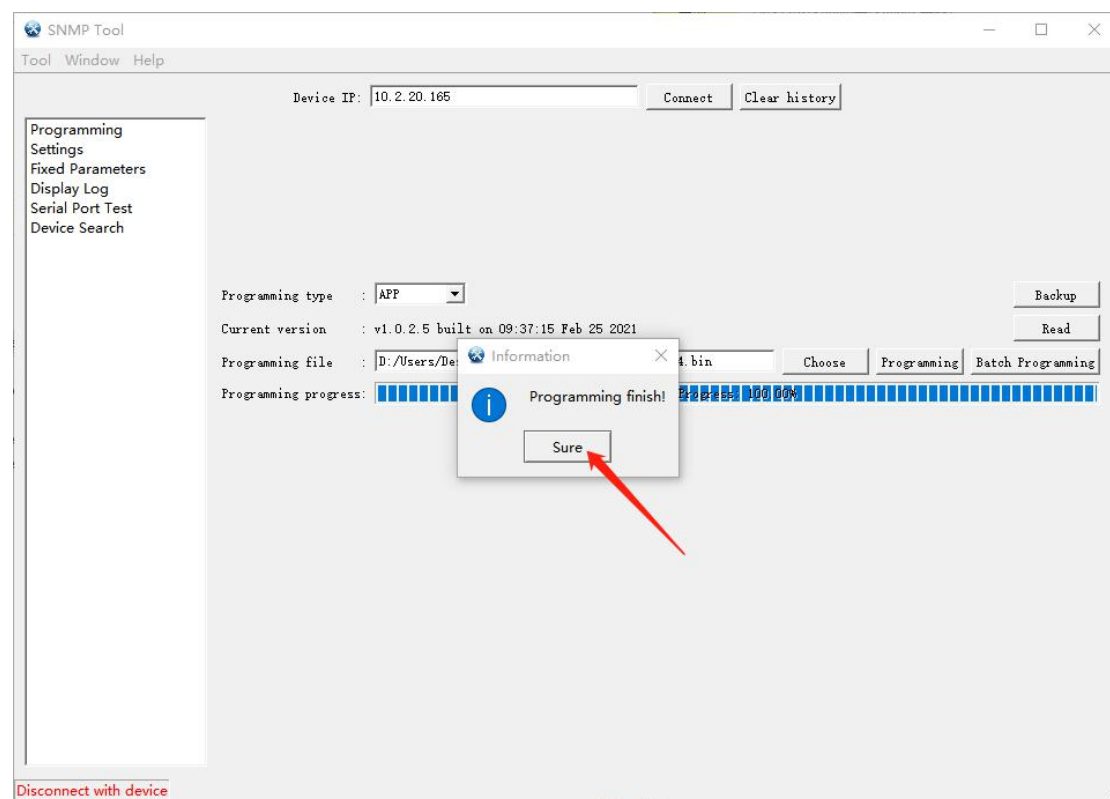 SNMP Tool
Tool Window Help
Device IP: 10.2.20.165 Connect Clear history
Programming
Settings
Fixed Parameters
Display Log
Serial Port Test
Device Search
Programming type : APP Backup
Current version : v1.0.2.5 built on 09:37:15 Feb 25 2021 Read
Programming file : D:/Users/De 4.bin Choose Programming Batch Programming
Programming progress: Progress: 100.00%
Information
Programming finish!
Sure
Disconnect with device